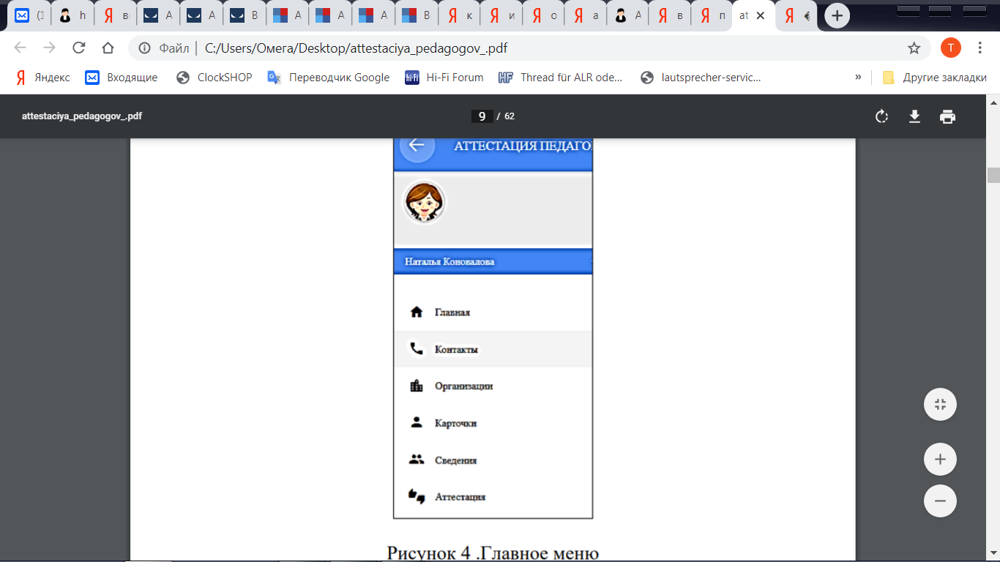 (1
h
в
А
А
В
А
А
А
В
к
и
о
а
А
в
п
at
Файл | C:/Users/Омега/Desktop/attestaciya_pedagogov_.pdf
T
Яндекс
Входящие
ClockSHOP
Переводчик Google
Hi-Fi Forum
Thread für ALR ode...
lautsprecher-servic...
»
Другие закладки
attestaciya_pedagogov_.pdf
9 / 62
АТТЕСТАЦИЯ ПЕДАГО
Наталья Коновалова
Главная
Контакты
Организации
Карточки
Сведения
Аттестация
Рисунок 4 .Главное меню